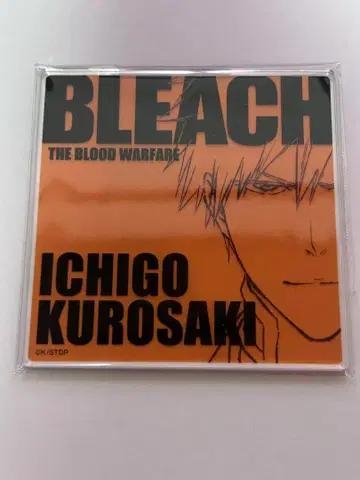 BLEACH
THE BLOOD WARFARE
ICHIGO
KUROSAKI
©K/STDP